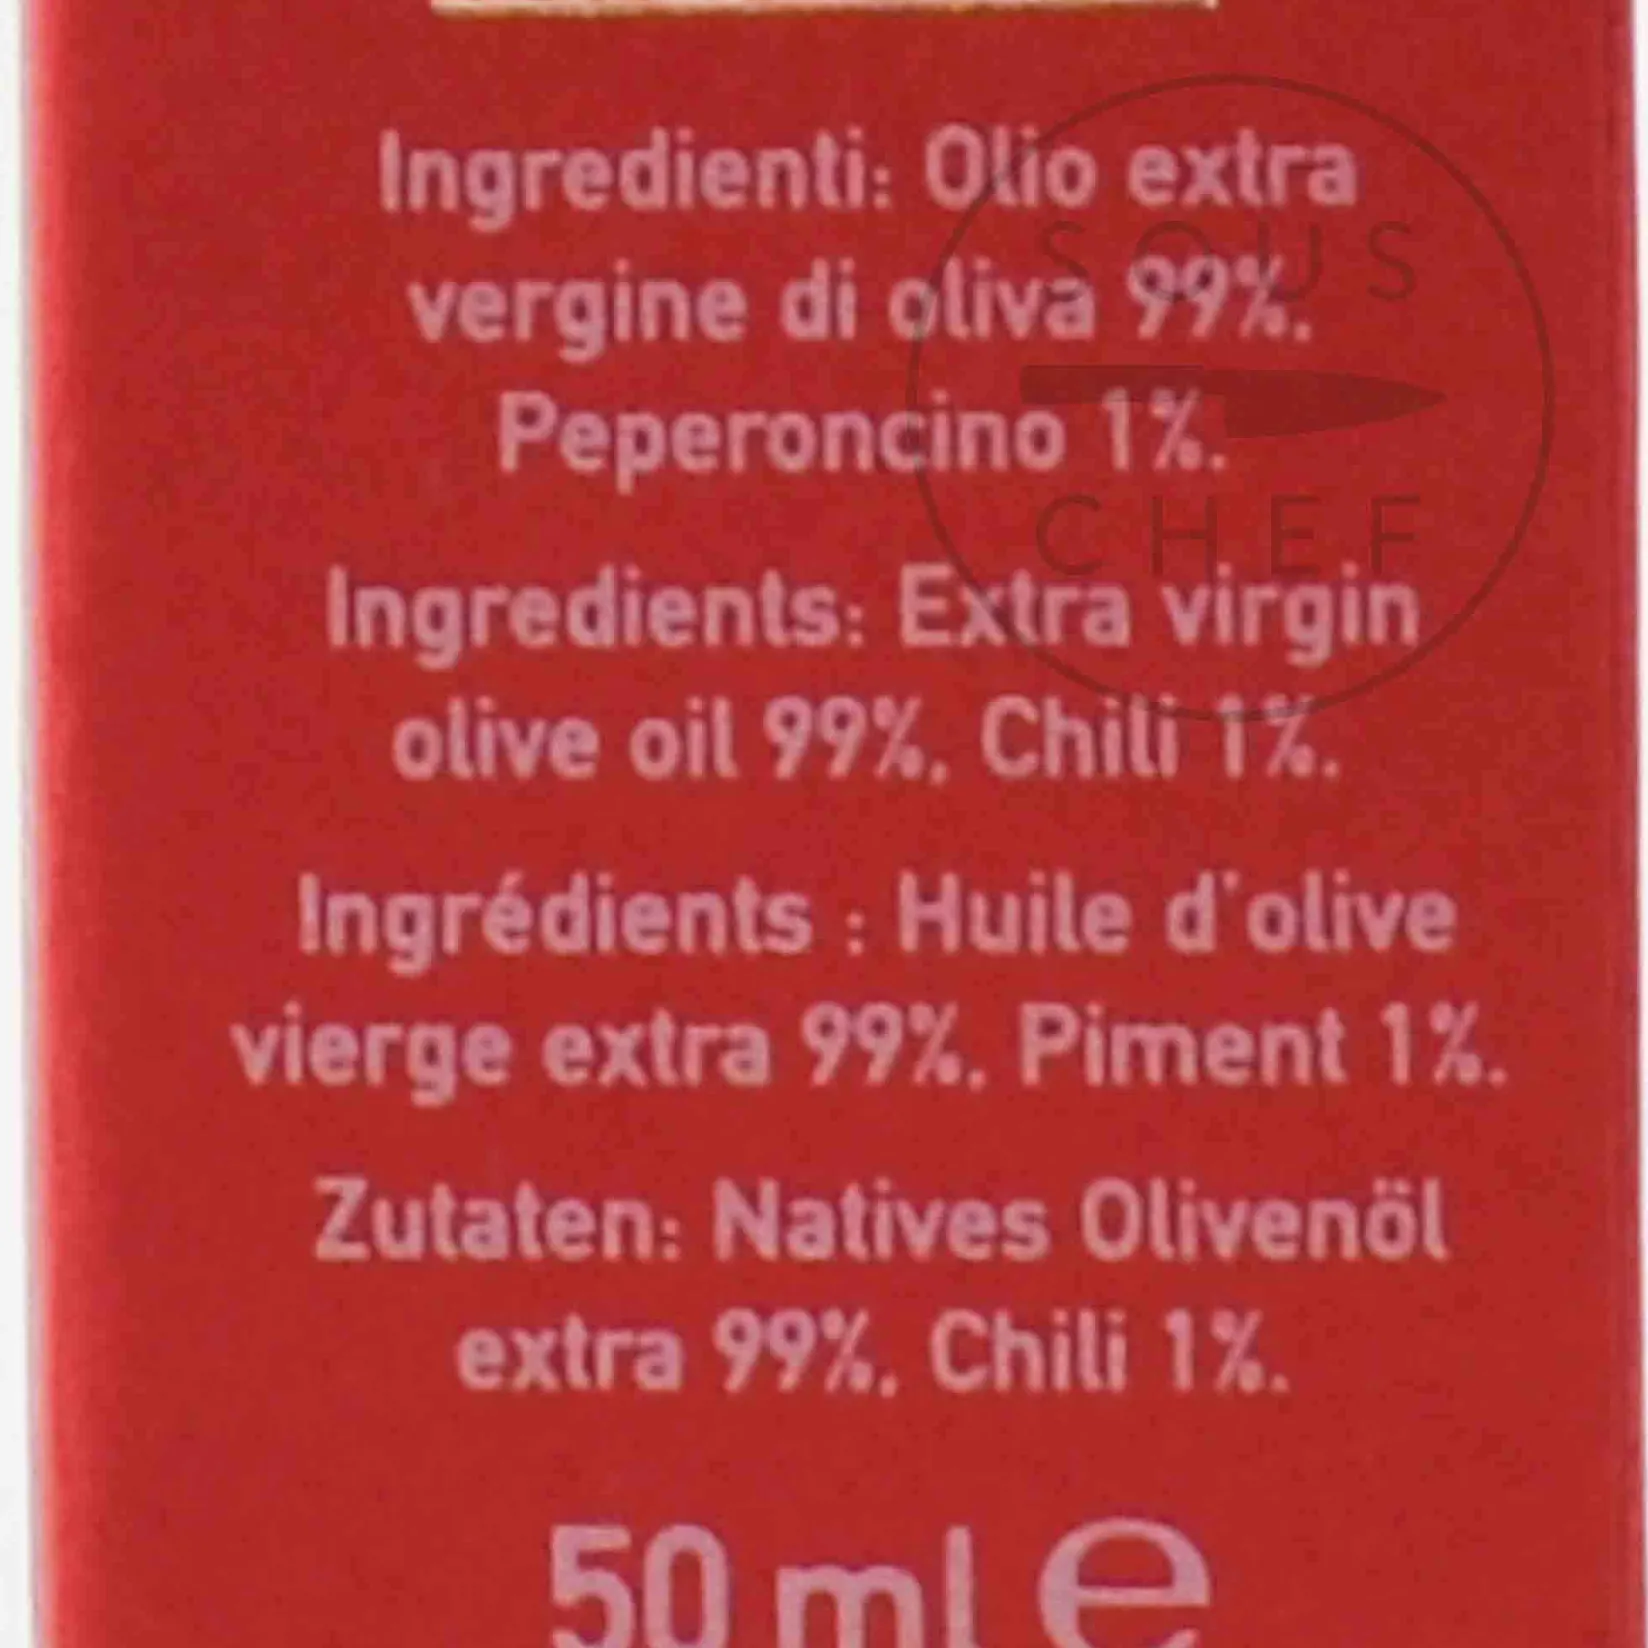 Ingredienti: Olio extra
vergine di oliva 99%.
Peperoncino 1%.
Ingredients: Extra virgin
olive oil 99%, Chili 1%.
Ingrédients : Huile d'olive
vierge extra 99%, Piment 1%.
Zutaten: Natives Olivenöl
extra 99%, Chili 1%.
50 ml e
SOUS
CHEF